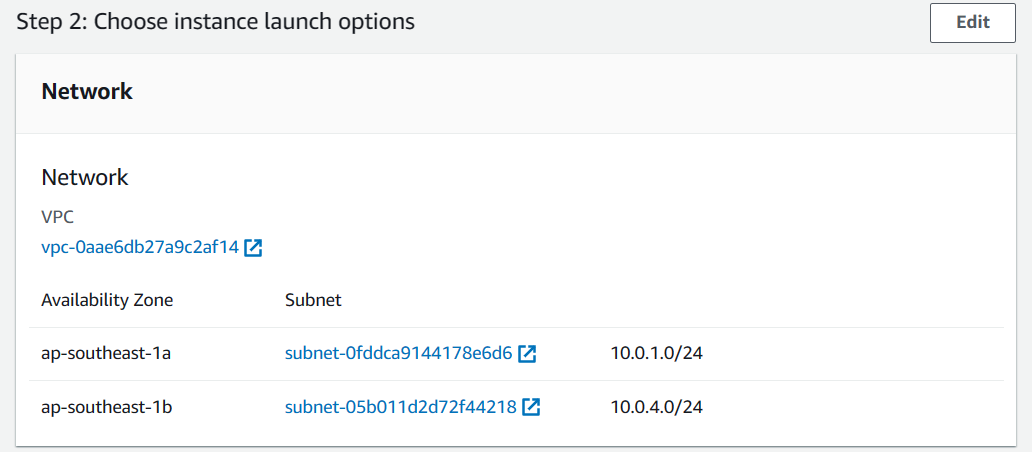 Step 2: Choose instance launch options
Edit
Network
Network
VPC
vpc-0aae6db27a9c2af14
Availability Zone Subnet
ap-southeast-1a subnet-0fddca9144178e6d6 10.0.1.0/24
ap-southeast-1b subnet-05b011d2d72f44218 10.0.4.0/24